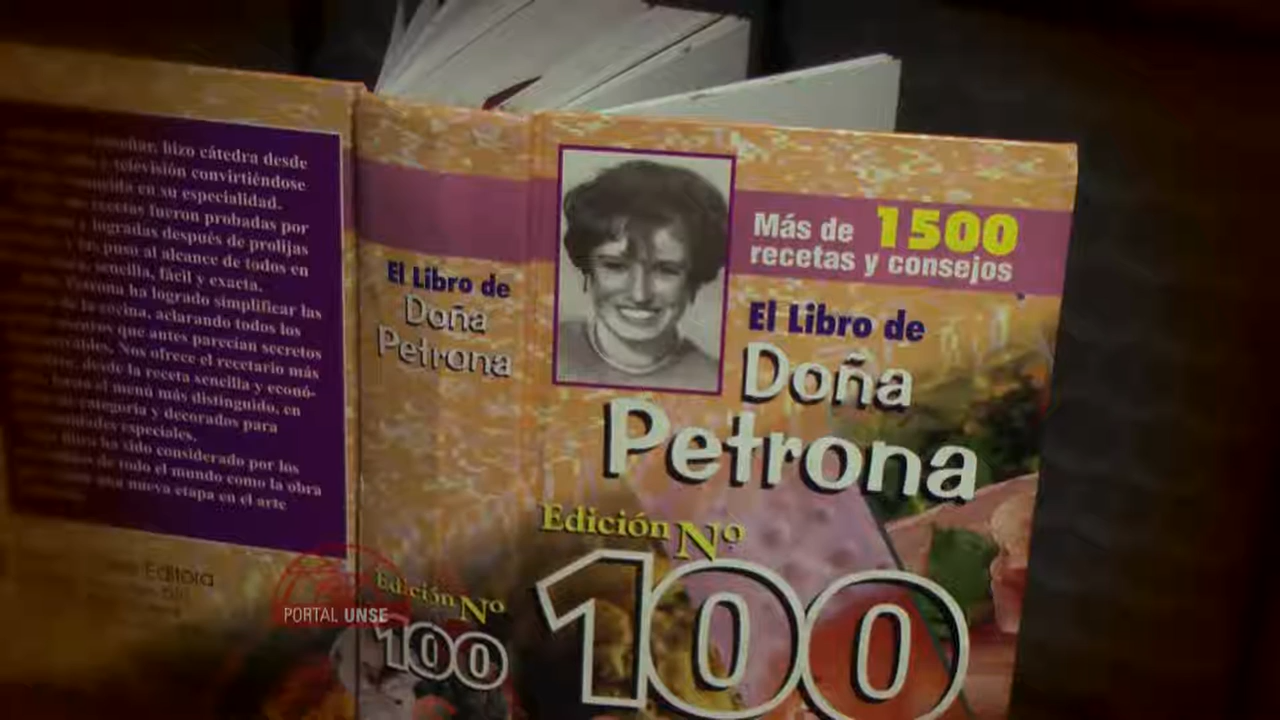 hizo cátedra desde
televisión convirtiéndose
en su especialidad.
recetas fueron probadas por
logradas después de prolijas
puso al alcance de todos en
sencilla, fácil y exacta.
Petrona ha logrado simplificar las
de la cocina, aclarando todos los
que antes parecían secretos
Nos ofrece el recetario más
desde la receta sencilla y econó-
el menú más distinguido, en
categoría y decorados para
especiales.
ha sido considerado por los
de todo el mundo como la obra
una nueva etapa en el arte
Editora
El Libro de
Doña
Petrona
Edición Nº
100
Más de 1500
recetas y consejos
El Libro de
Doña
Petrona
Edición Nº
100
PORTAL UNSE